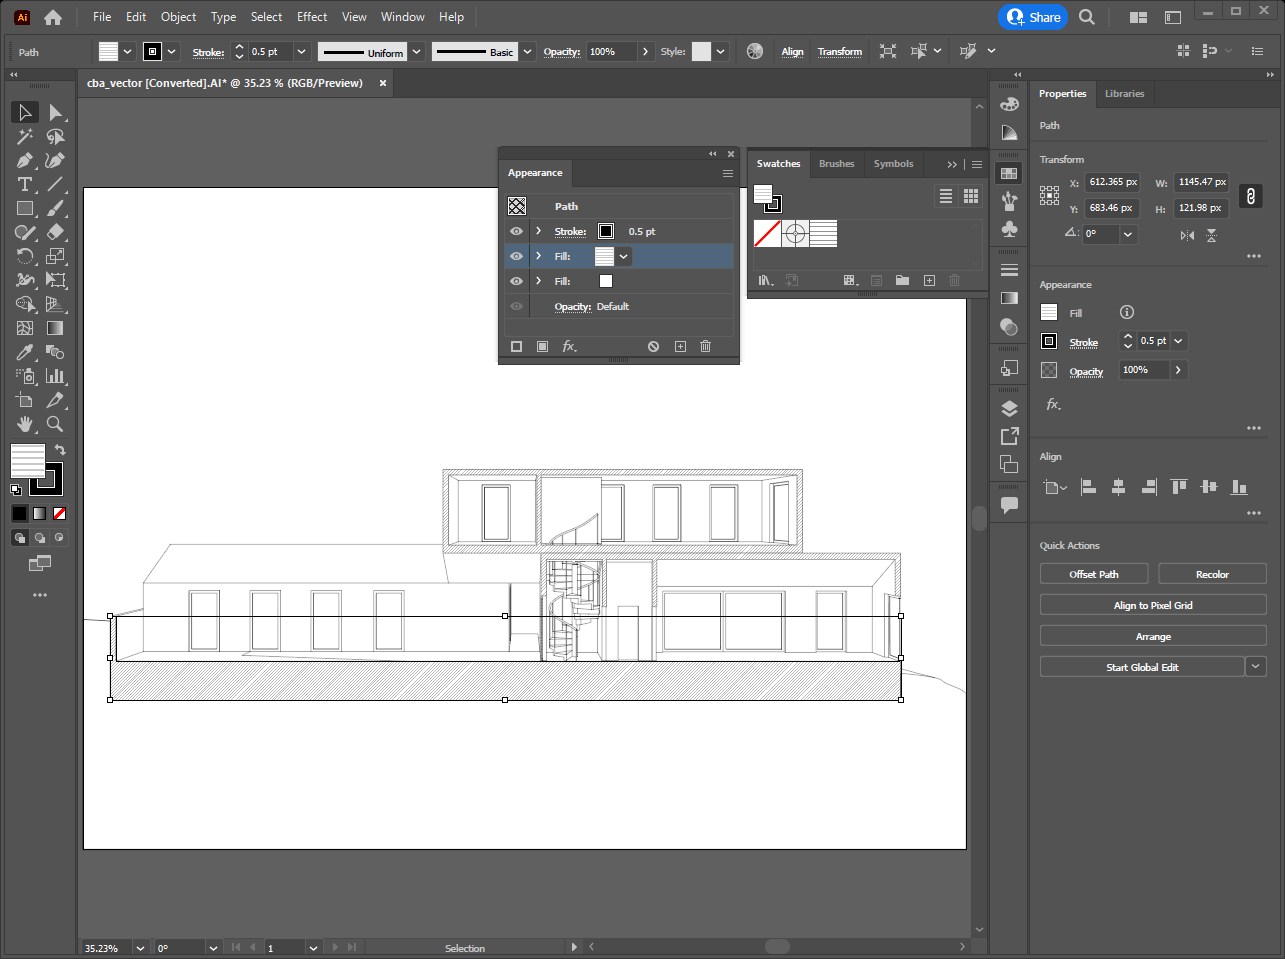 Ai File Edit Object Type Select Effect View Window Help Share
Path Stroke: 0.5 pt Uniform Basic Opacity: 100% Style: Align Transform
cba_vector [Converted].AI* @ 35.23 % (RGB/Preview) ×
Appearance
Path
Stroke: 0.5 pt
Fill:
Fill:
Opacity: Default
fx.
Swatches Brushes Symbols
Properties Libraries
Path
Transform
X: 612.365 px W: 1145.47 px
Y: 683.46 px H: 121.98 px
0°
Appearance
Fill
Stroke 0.5 pt
Opacity 100%
fx.
Align
Quick Actions
Offset Path Recolor
Align to Pixel Grid
Arrange
Start Global Edit
35.23% 0° 1 Selection